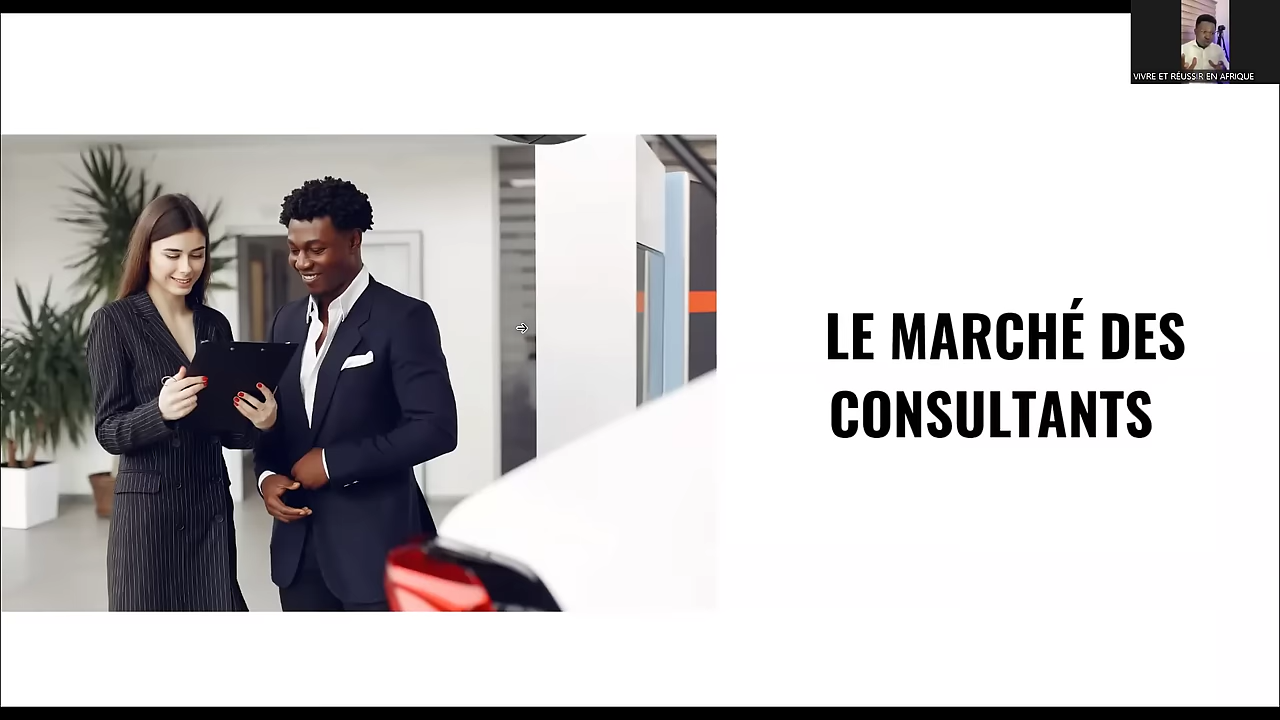 VIVRE ET RÉUSSIR EN AFRIQUE
LE MARCHÉ DES
CONSULTANTS